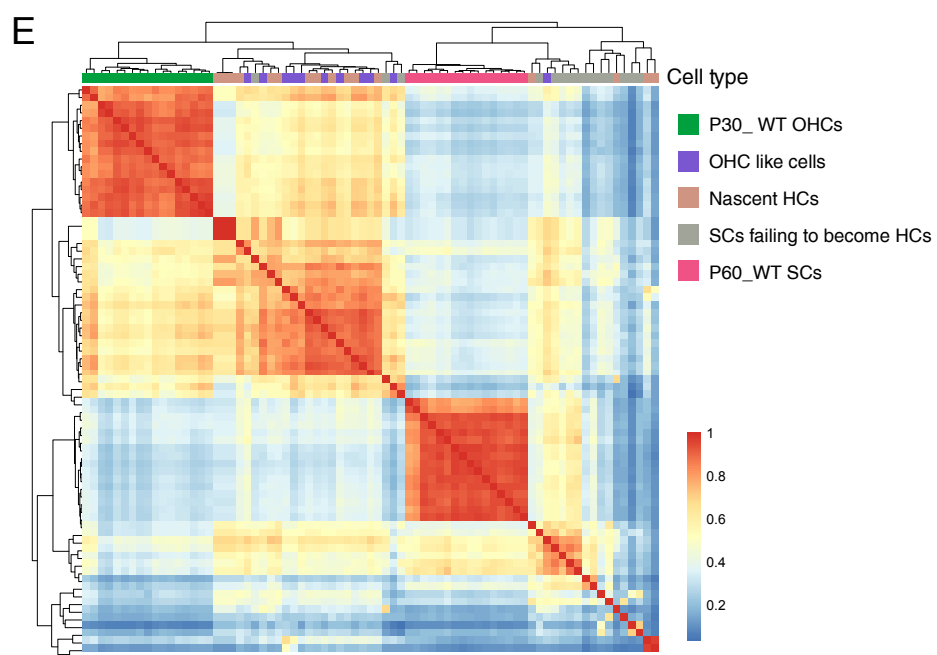 E
Cell type
P30_ WT OHCs
OHC like cells
Nascent HCs
SCs failing to become HCs
P60_WT SCs
1
0.8
0.6
0.4
0.2